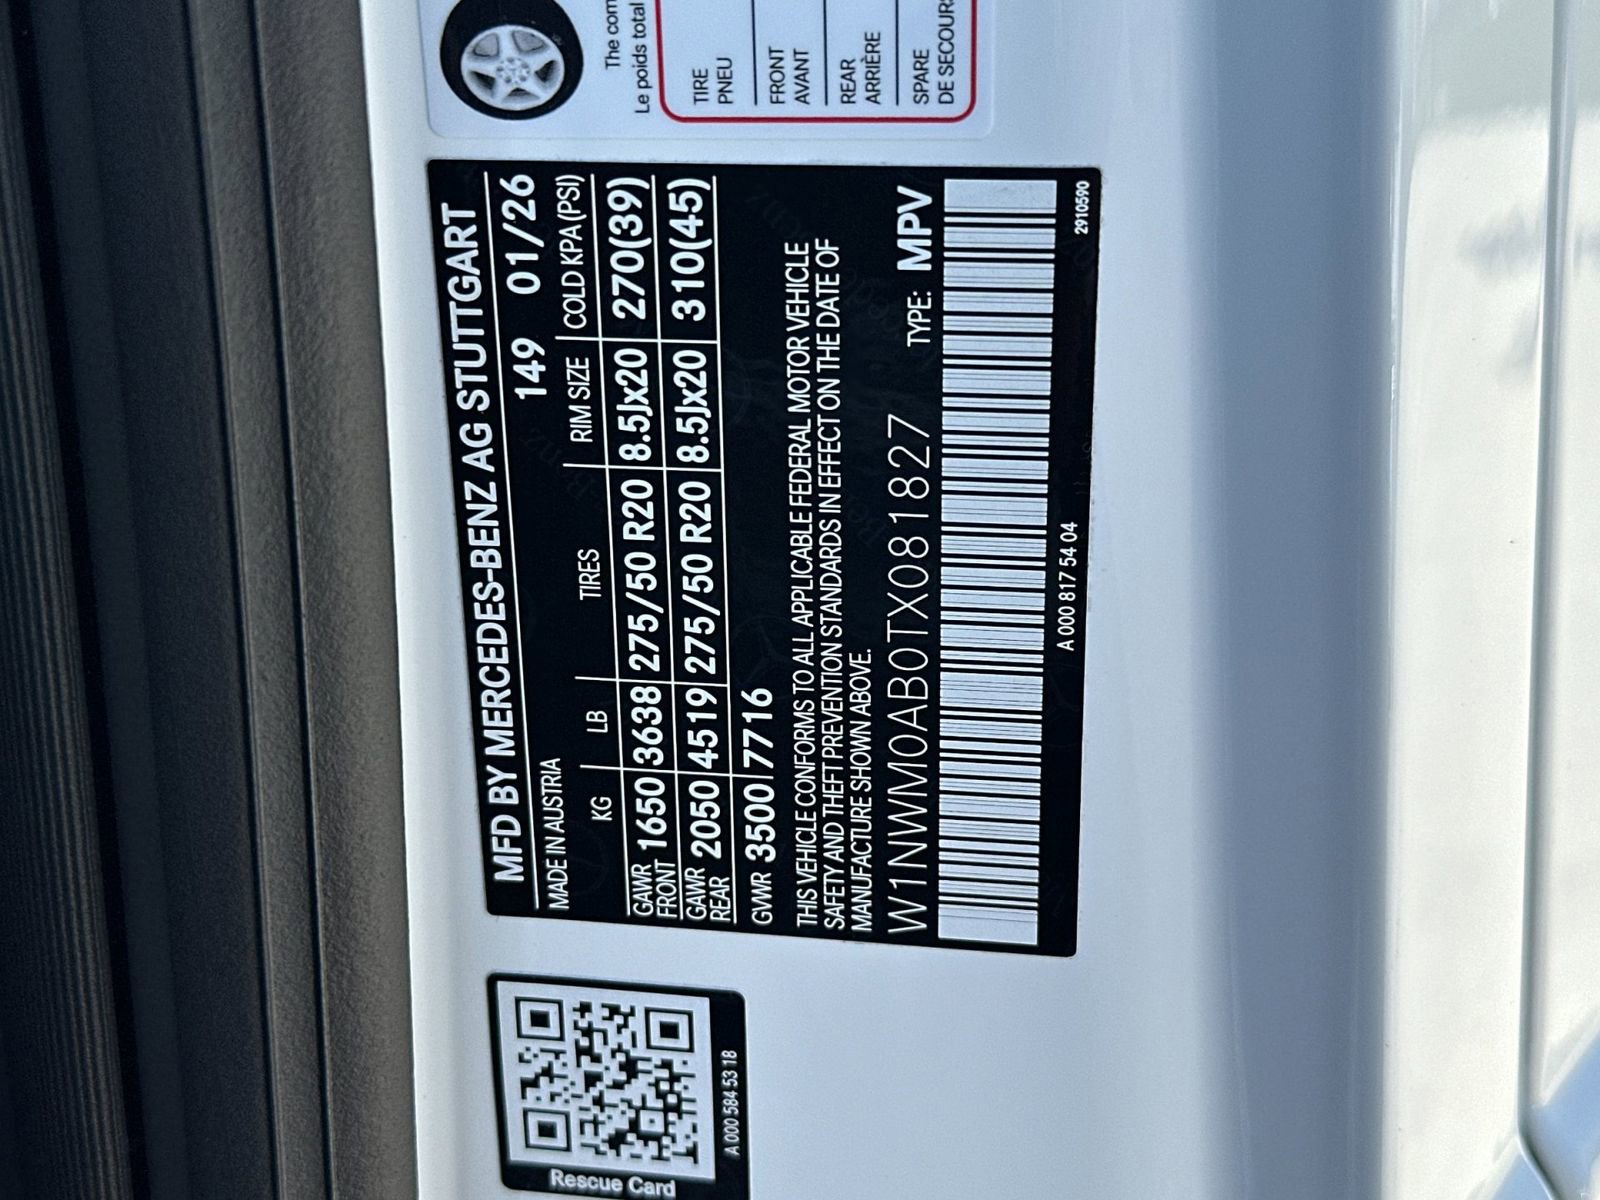 The com
Le poids total
TIRE
PNEU
FRONT
AVANT
REAR
ARRIÈRE
SPARE
DE SECOURS
MFD BY MERCEDES-BENZ AG STUTTGART
MADE IN AUSTRIA 149 01/26
KG LB TIRES RIM SIZE COLD KPA (PSI)
GAWR FRONT 1650 3638 275/50 R20 8.5Jx20 270(39)
GAWR REAR 2050 4519 275/50 R20 8.5Jx20 310(45)
GVWR 3500 7716
THIS VEHICLE CONFORMS TO ALL APPLICABLE FEDERAL MOTOR VEHICLE
SAFETY AND THEFT PREVENTION STANDARDS IN EFFECT ON THE DATE OF
MANUFACTURE SHOWN ABOVE.
W1NWM0AB0TX081827 TYPE: MPV
A 000 817 54 04
2910590
Rescue Card
A 000 584 53 18